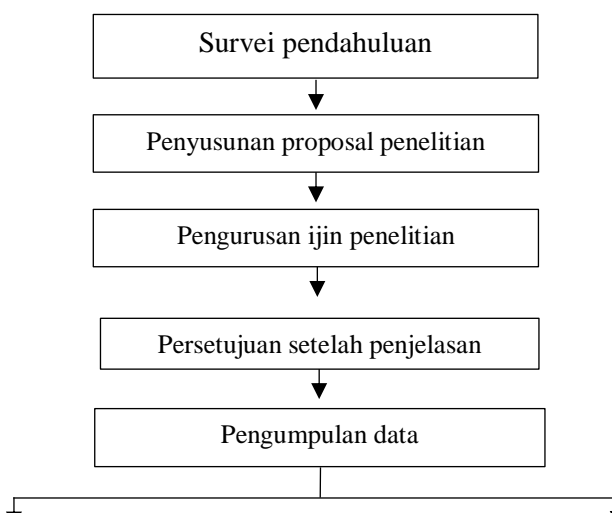 Survei pendahuluan
Penyusunan proposal penelitian
Pengurusan ijin penelitian
Persetujuan setelah penjelasan
Pengumpulan data